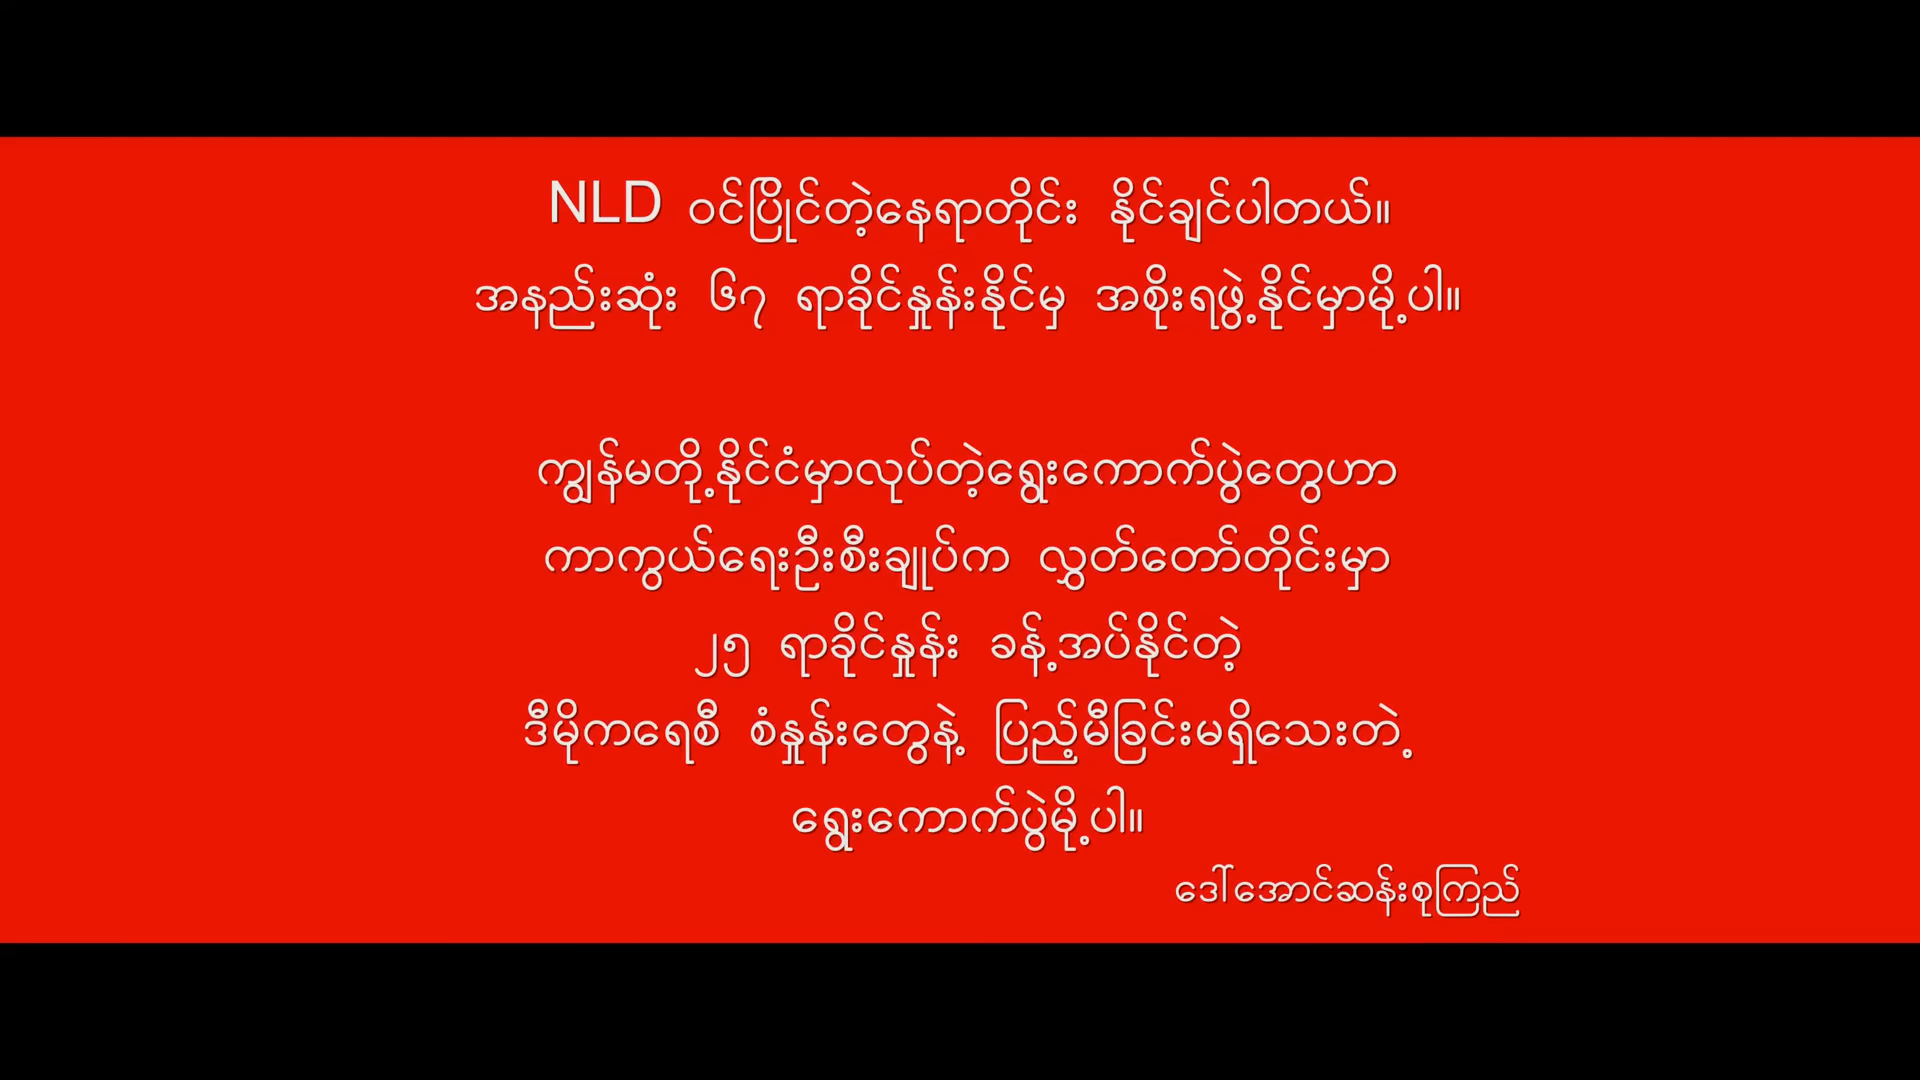 NLD ဝင်ပြိုင်တဲ့နေရာတိုင်း နိုင်ချင်ပါတယ်။
အနည်းဆုံး ၆၇ ရာခိုင်နှုန်းနိုင်မှ အစိုးရဖွဲ့နိုင်မှာမို့ပါ။
ကျွန်မတို့နိုင်ငံမှာလုပ်တဲ့ရွေးကောက်ပွဲတွေဟာ
ကာကွယ်ရေးဦးစီးချုပ်က လွှတ်တော်တိုင်းမှာ
၂၅ ရာခိုင်နှုန်း ခန့်အပ်နိုင်တဲ့
ဒီမိုကရေစီ စံနှုန်းတွေနဲ့ ပြည့်မီခြင်းမရှိသေးတဲ့
ရွေးကောက်ပွဲမို့ပါ။
ဒေါ်အောင်ဆန်းစုကြည်